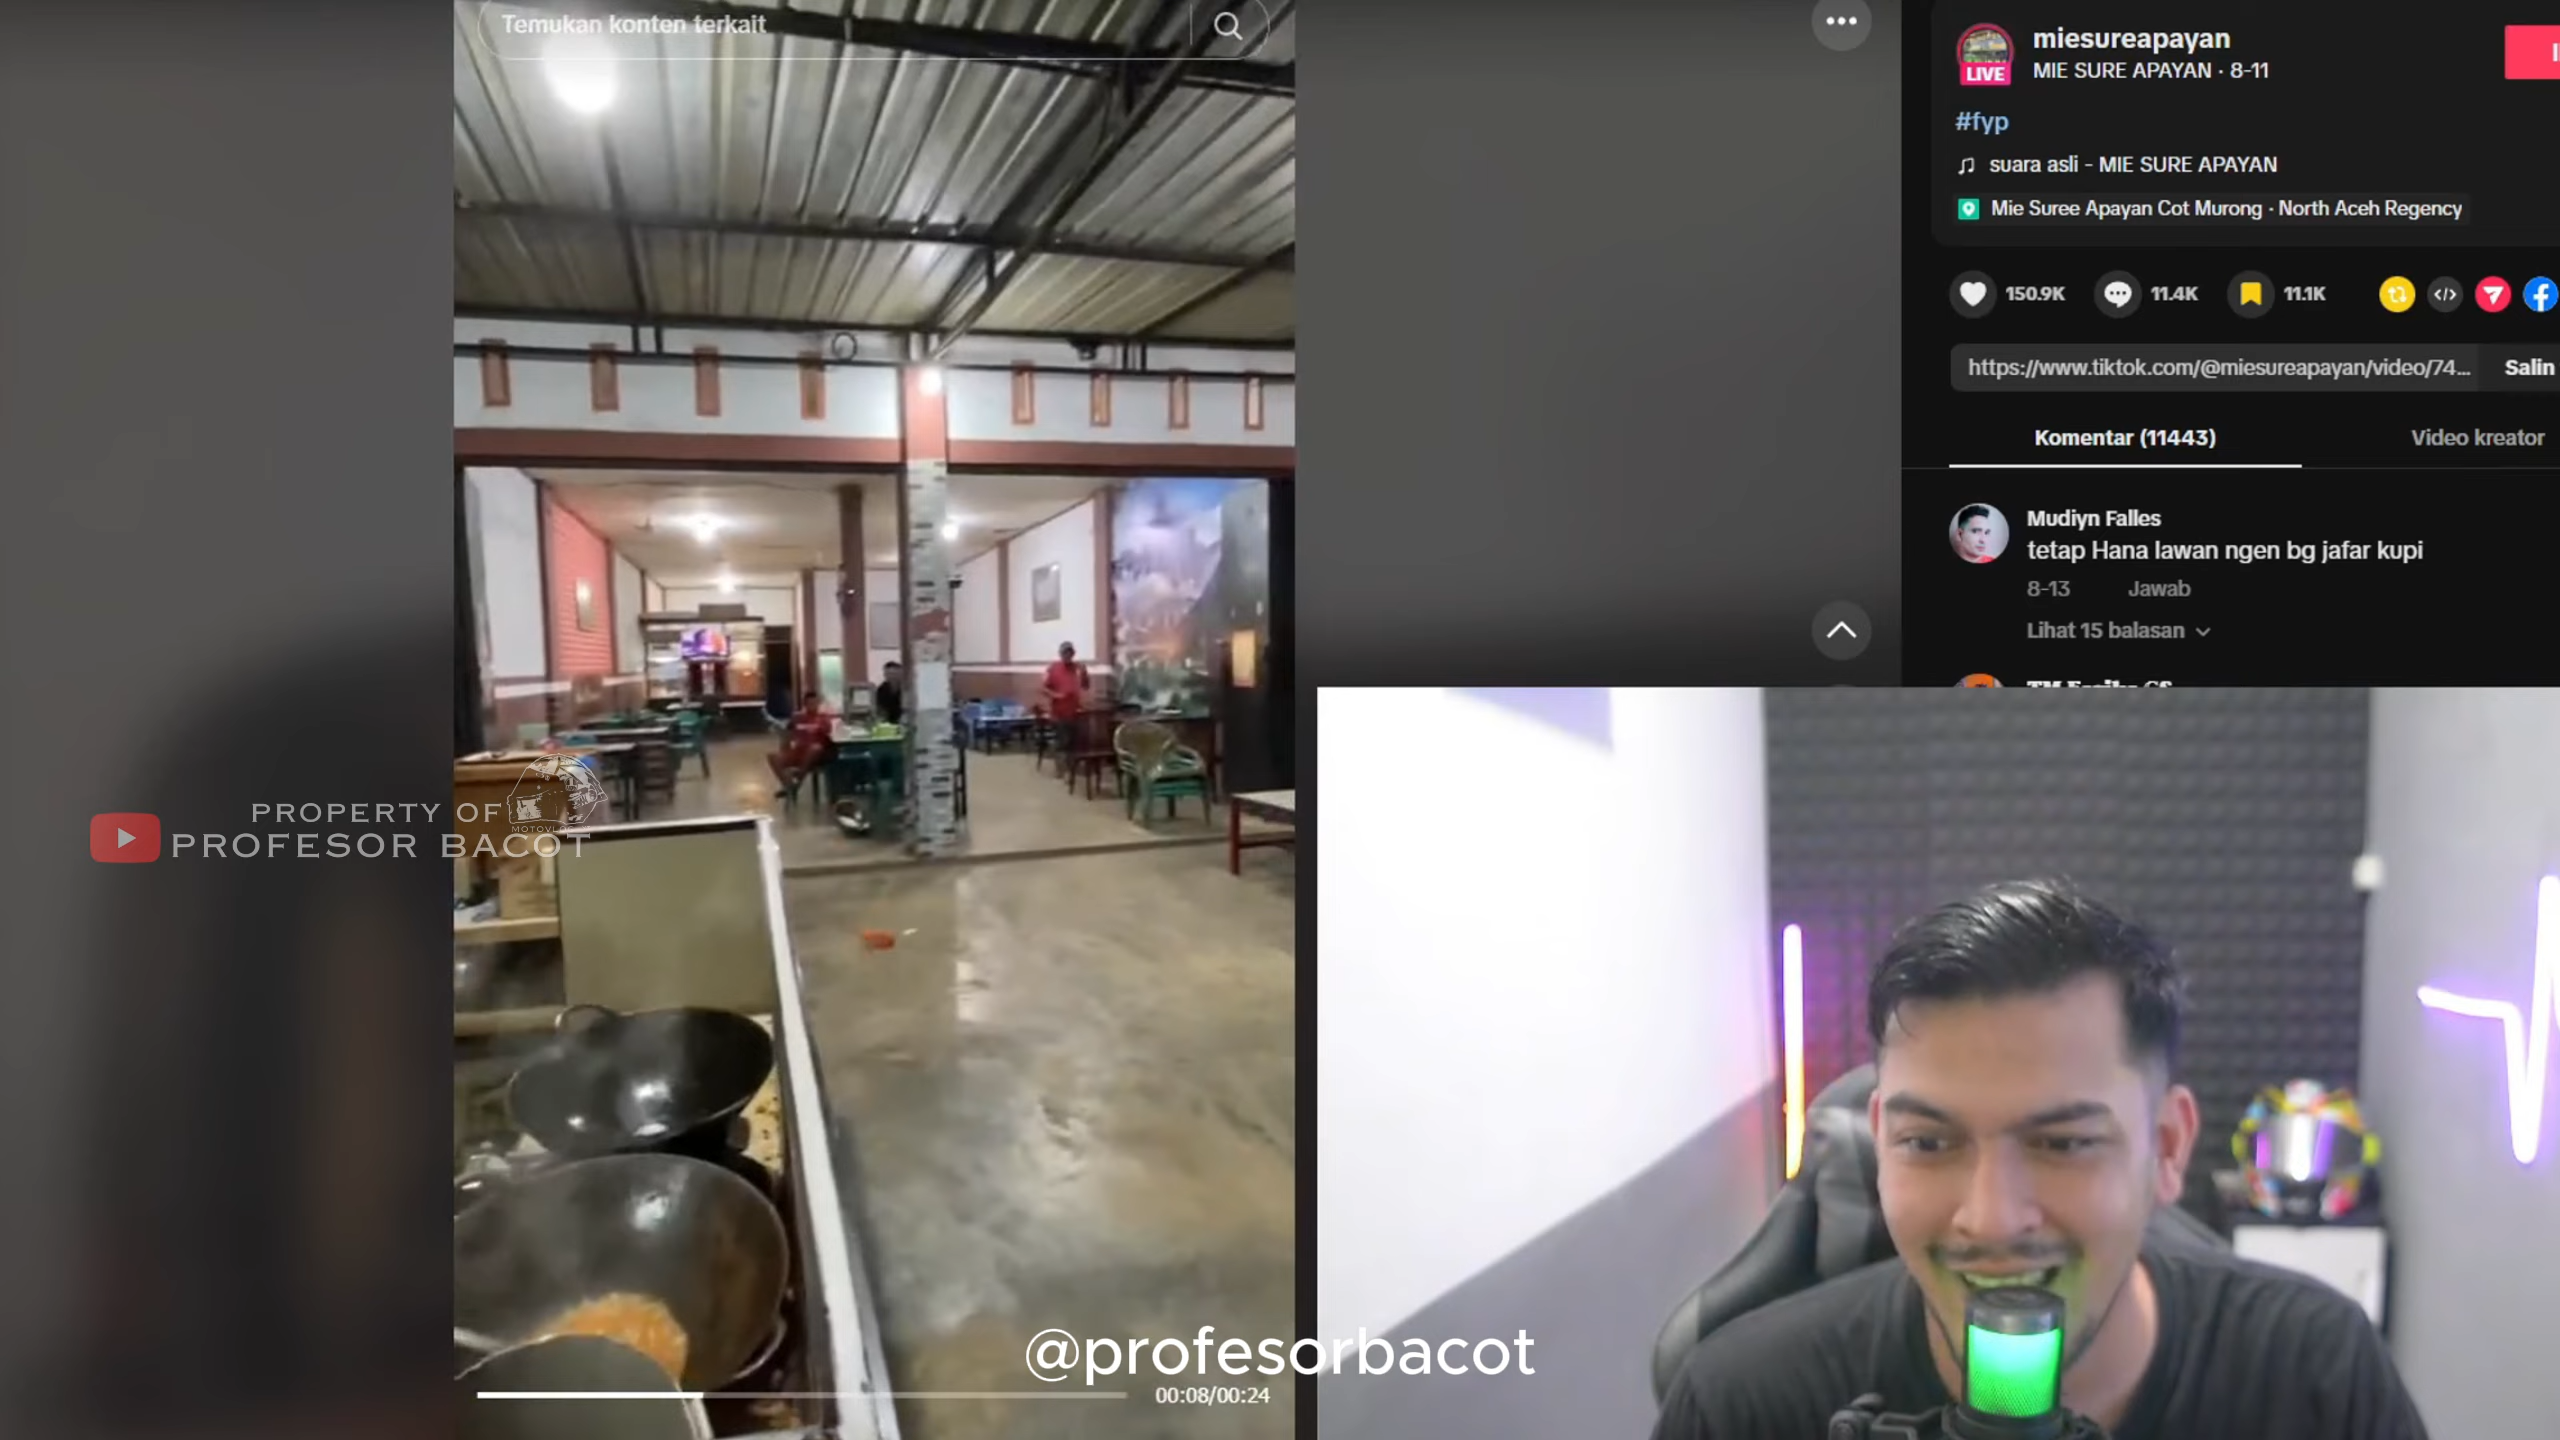 Temukan konten terkait
miesureapayan
MIE SURE APAYAN · 8-11
LIVE
#fyp
suara asli - MIE SURE APAYAN
Mie Suree Apayan Cot Murong · North Aceh Regency
150.9K
11.4K
11.1K
https://www.tiktok.com/@miesureapayan/video/74...
Salin
Komentar (11443)
Video kreator
Mudiyn Falles
tetap Hana lawan ngen bg jafar kupi
8-13
Jawab
Lihat 15 balasan
PROPERTY OF
MOTOVLOG
PROFESOR BACOT
@profesorbacot
00:08/00:24